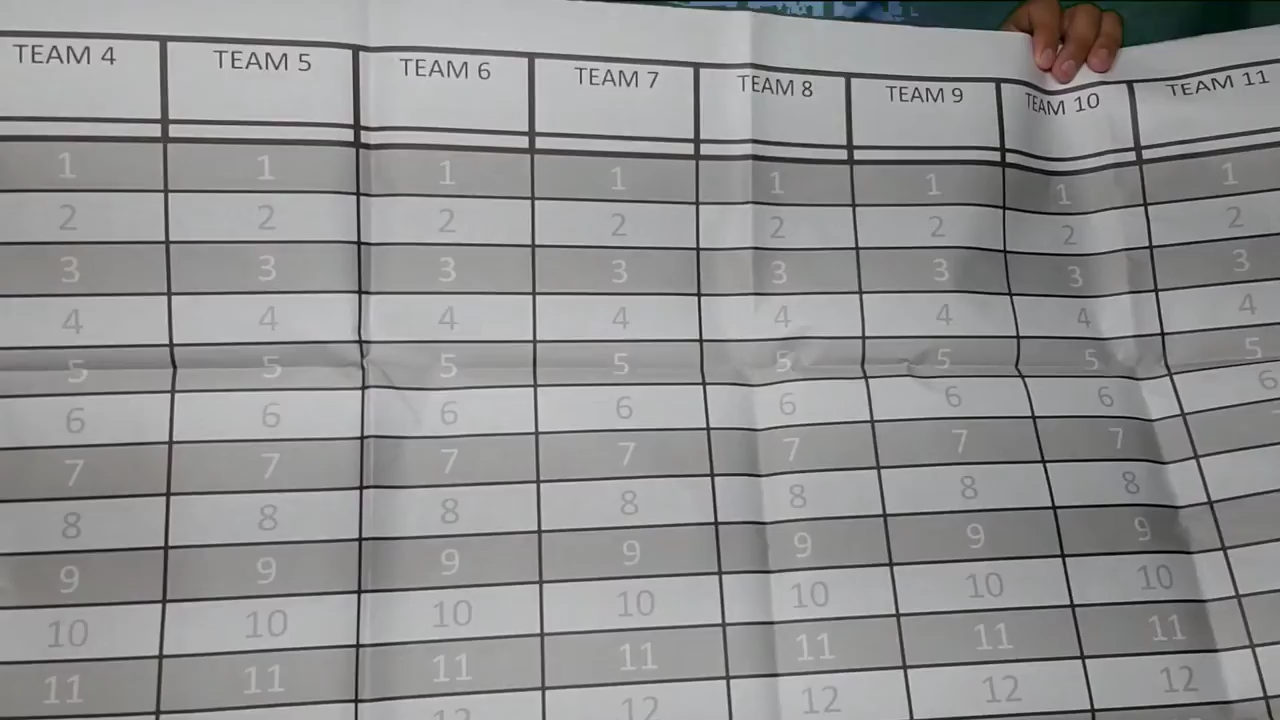 TEAM 4 TEAM 5 TEAM 6 TEAM 7 TEAM 8 TEAM 9 TEAM 10 TEAM 11
1 1 1 1 1 1 1 1
2 2 2 2 2 2 2 2
3 3 3 3 3 3 3 3
4 4 4 4 4 4 4 4
5 5 5 5 5 5 5 5
6 6 6 6 6 6 6 6
7 7 7 7 7 7 7
8 8 8 8 8 8 8
9 9 9 9 9 9 9
10 10 10 10 10 10 10
11 11 11 11 11 11 11
12 12 12 12 12